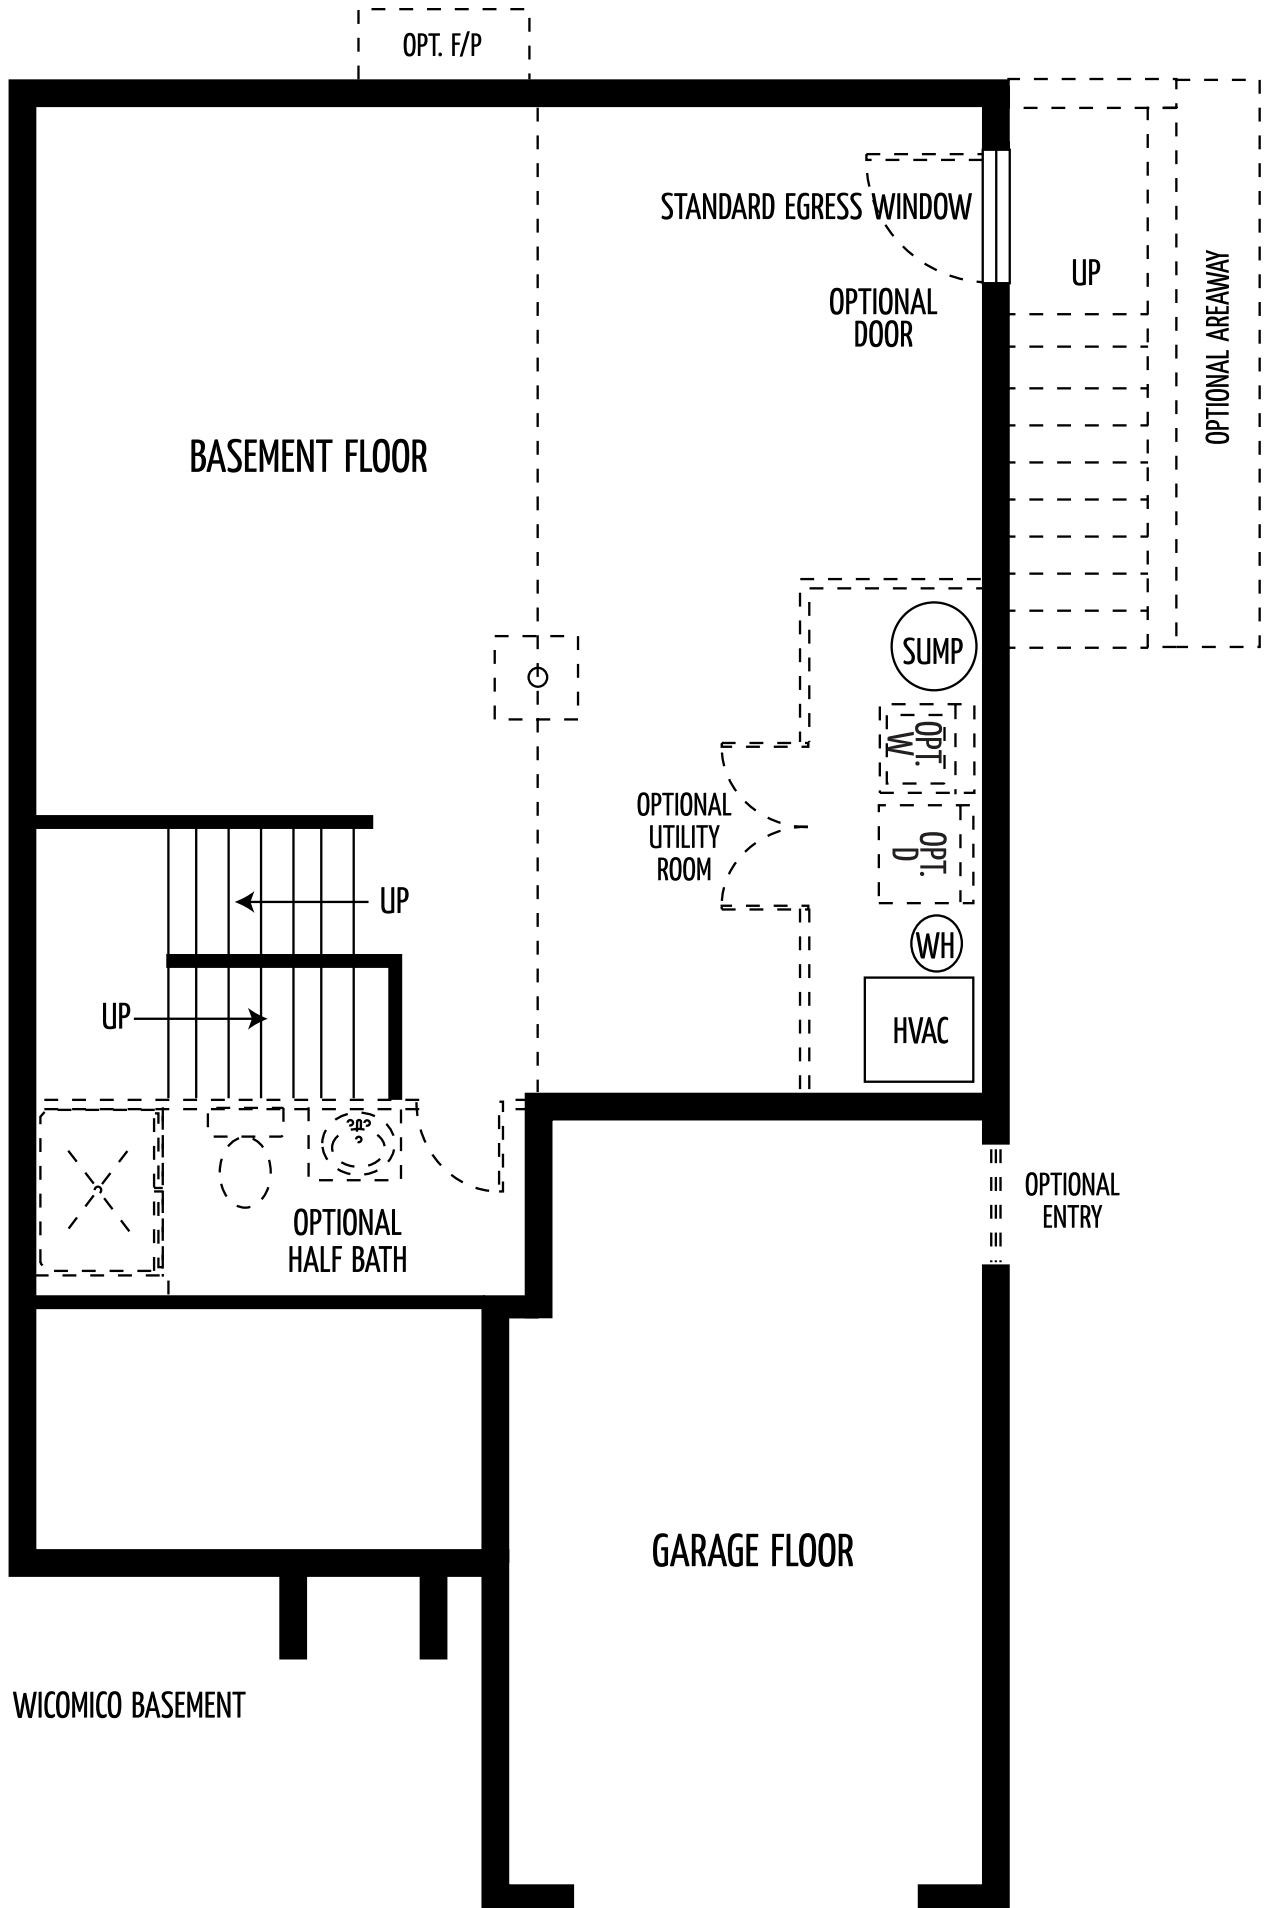 OPT. F/P
STANDARD EGRESS WINDOW
UP
OPTIONAL
DOOR
OPTIONAL AREAWAY
BASEMENT FLOOR
SUMP
OPT.
W
OPTIONAL
UTILITY
ROOM
OPT.
D
UP
WH
UP
HVAC
OPTIONAL
ENTRY
OPTIONAL
HALF BATH
GARAGE FLOOR
WICOMICO BASEMENT